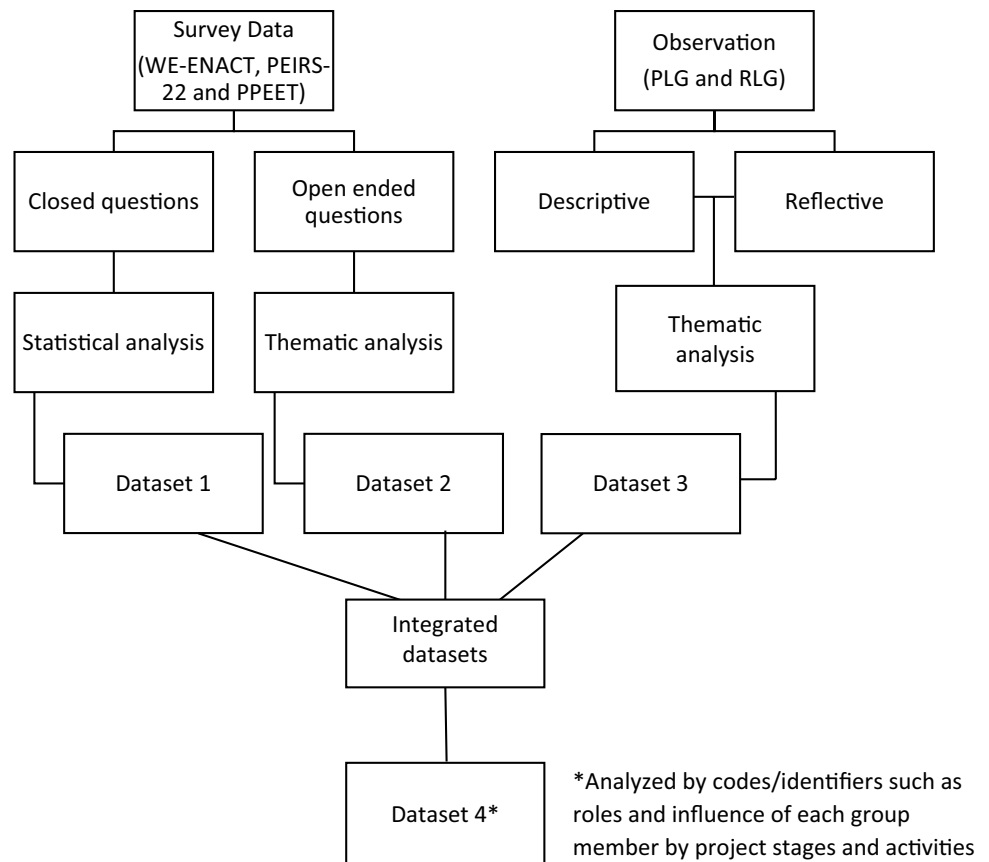 Survey Data
(WE-ENACT, PEIRS-
22 and PPEET)
Observation
(PLG and RLG)
Closed questions
Open ended
questions
Descriptive
Reflective
Statistical analysis
Thematic analysis
Thematic
analysis
Dataset 1
Dataset 2
Dataset 3
Integrated
datasets
Dataset 4*
*Analyzed by codes/identifiers such as
roles and influence of each group
member by project stages and activities